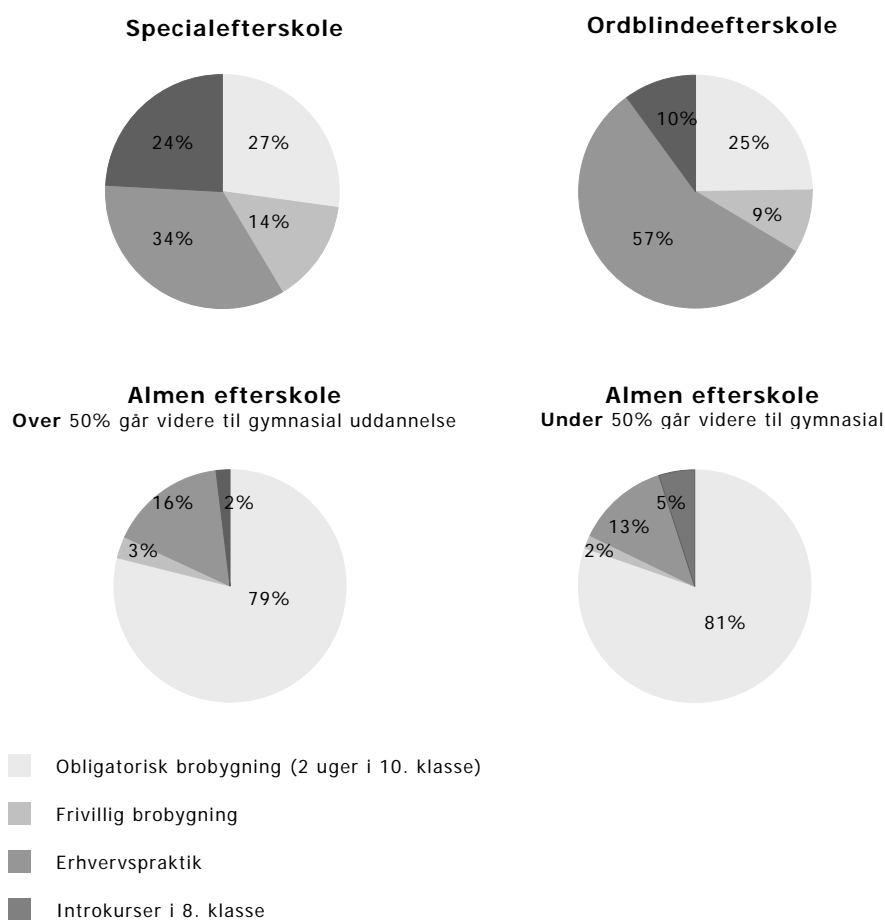 Specialefterskole
24%
27%
14%
34%
Ordblindeefterskole
10%
25%
9%
57%
Almen efterskole
Over 50% går videre til gymnasial uddannelse
16%
2%
3%
79%
Almen efterskole
Under 50% går videre til gymnasial
5%
13%
2%
81%
Obligatorisk brobygning (2 uger i 10. klasse)
Frivillig brobygning
Erhvervspraktik
Introkurser i 8. klasse